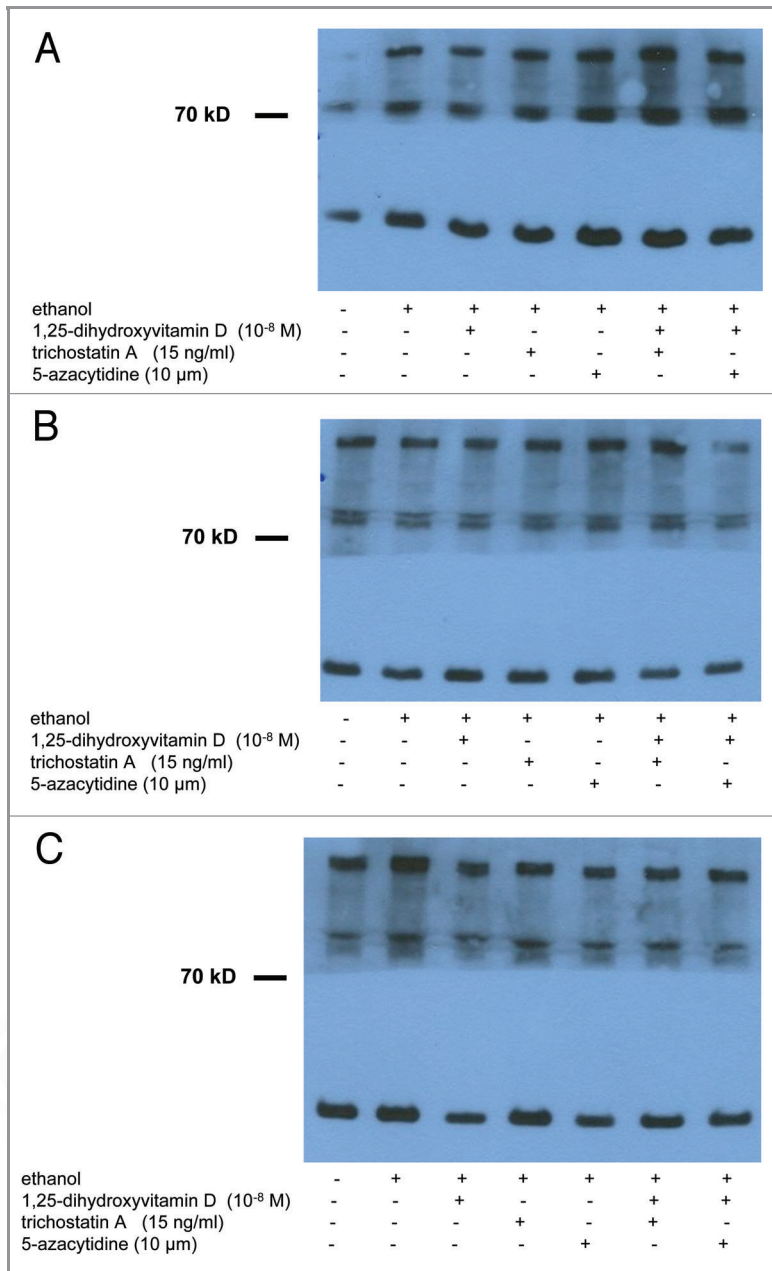 A
70 kD
ethanol - + + + + + +
1,25-dihydroxyvitamin D (10⁻⁸ M) - - + - - + +
trichostatin A (15 ng/ml) - - - + - + -
5-azacytidine (10 µm) - - - - + - +
B
70 kD
ethanol - + + + + + +
1,25-dihydroxyvitamin D (10⁻⁸ M) - - + - - + +
trichostatin A (15 ng/ml) - - - + - + -
5-azacytidine (10 µm) - - - - + - +
C
70 kD
ethanol - + + + + + +
1,25-dihydroxyvitamin D (10⁻⁸ M) - - + - - + +
trichostatin A (15 ng/ml) - - - + - + -
5-azacytidine (10 µm) - - - - + - +